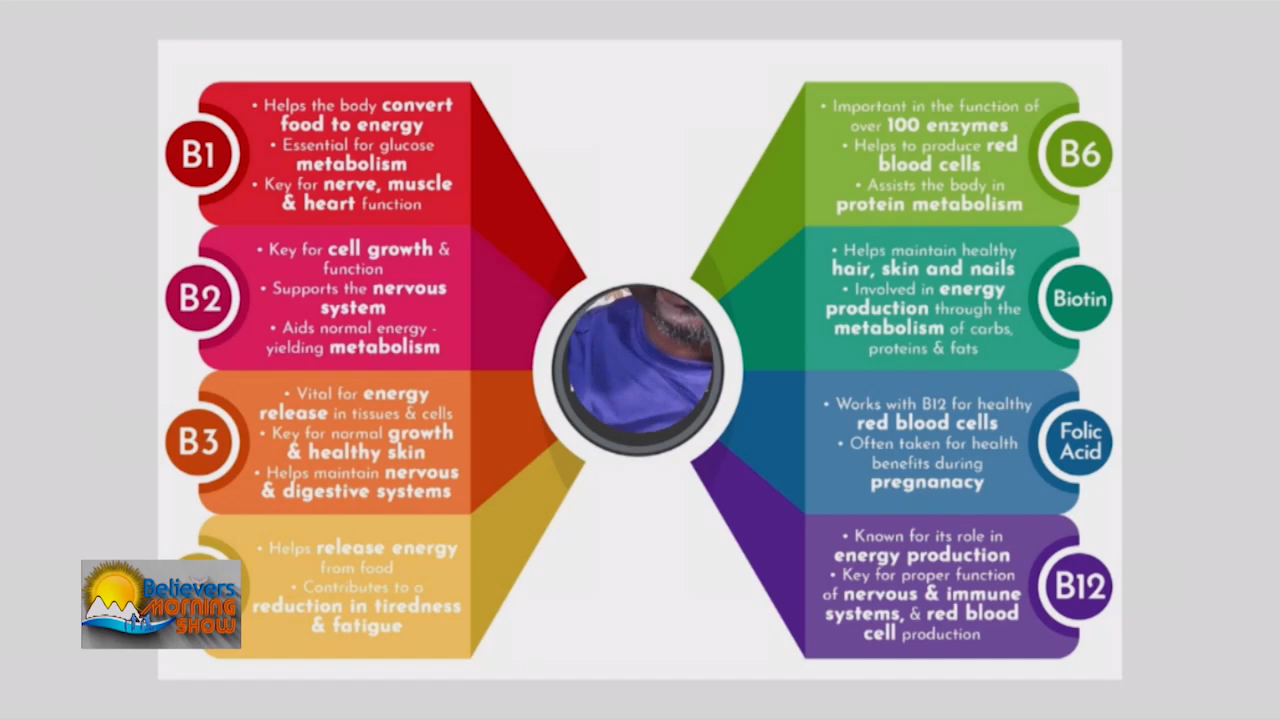 B1
• Helps the body convert
food to energy
• Essential for glucose
metabolism
• Key for nerve, muscle
& heart function
B2
• Key for cell growth &
function
• Supports the nervous
system
• Aids normal energy -
yielding metabolism
B3
• Vital for energy
release in tissues & cells
• Key for normal growth
& healthy skin
• Helps maintain nervous
& digestive systems
• Helps release energy
from food
• Contributes to a
reduction in tiredness
& fatigue
B6
• Important in the function of
over 100 enzymes
• Helps to produce red
blood cells
• Assists the body in
protein metabolism
Biotin
• Helps maintain healthy
hair, skin and nails
• Involved in energy
production through the
metabolism of carbs,
proteins & fats
Folic
Acid
• Works with B12 for healthy
red blood cells
• Often taken for health
benefits during
pregnanacy
B12
• Known for its role in
energy production
• Key for proper function
of nervous & immune
systems, & red blood
cell production
Believers
MORNING
SHOW